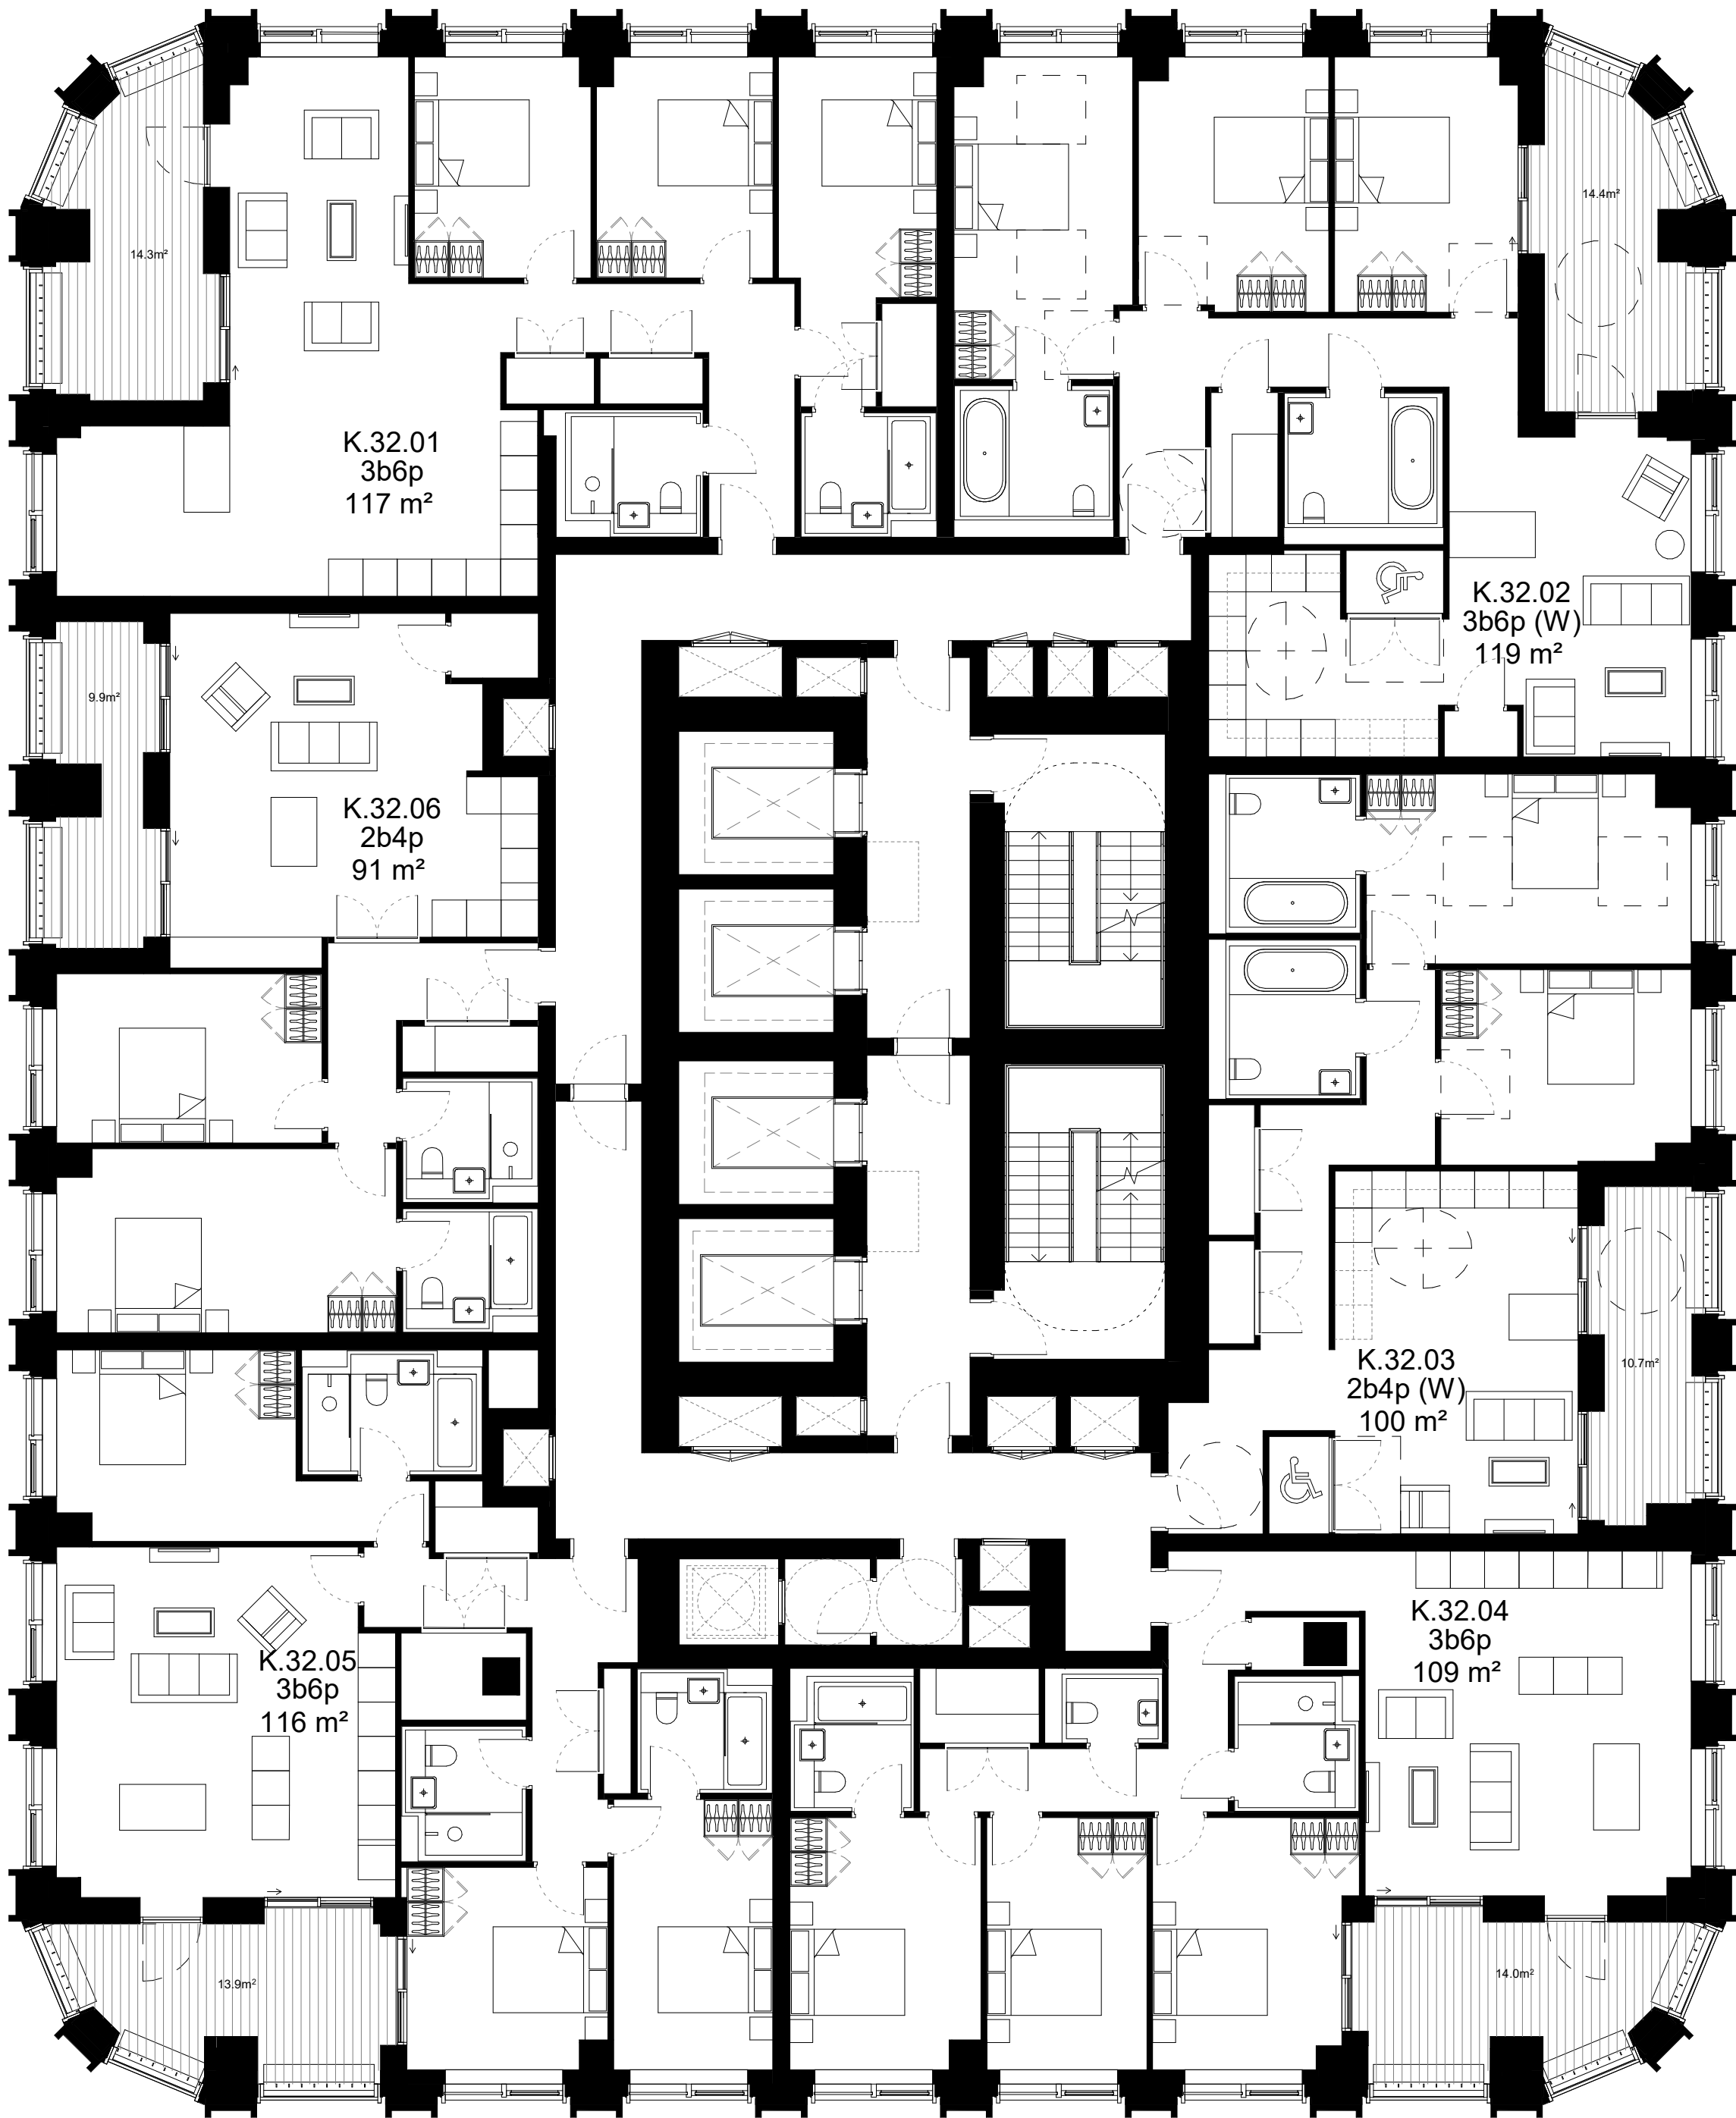 14.3m²
14.4m²
K.32.01
3b6p
117 m²
K.32.02
3b6p (W)
119 m²
9.9m²
K.32.06
2b4p
91 m²
K.32.03
2b4p (W)
100 m²
10.7m²
K.32.05
3b6p
116 m²
K.32.04
3b6p
109 m²
13.9m²
14.0m²